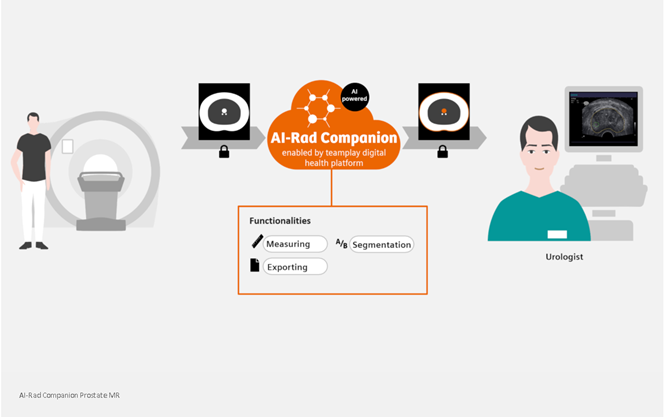 AI
powered
AI-Rad Companion
enabled by teamplay digital
health platform
Functionalities
Measuring
A/B Segmentation
Exporting
Urologist
AI-Rad Companion Prostate MR